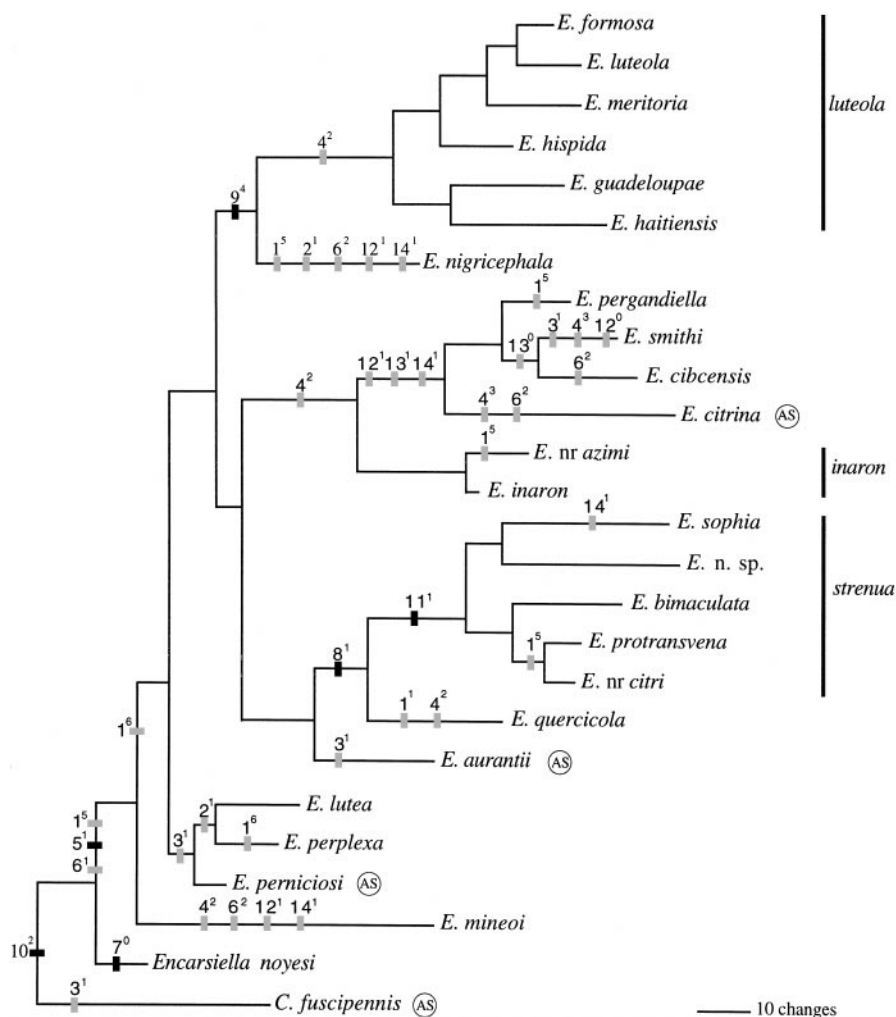 E. formosa
E. luteola
E. meritoria
luteola
4²
E. hispida
E. guadeloupae
9⁴
E. haitiensis
1⁵ 2¹ 6² 12¹ 14¹
E. nigricephala
1⁵
E. pergandiella
3¹ 4³ 12⁰
E. smithi
13⁰
12¹ 13¹ 14¹
6²
E. cibcensis
4²
4³ 6²
E. citrina AS
1⁵
E. nr azimi
inaron
E. inaron
14¹
E. sophia
E. n. sp.
strenua
11¹
E. bimaculata
8¹
1⁵
E. protransvena
E. nr citri
1¹ 4²
E. quercicola
1⁶
3¹
E. aurantii AS
2¹
E. lutea
1⁵
1⁶
5¹
3¹
E. perplexa
6¹
E. perniciosi AS
4² 6² 12¹ 14¹
E. mineoi
10²
7⁰
Encarsiella noyesi
3¹
C. fuscipennis AS
10 changes